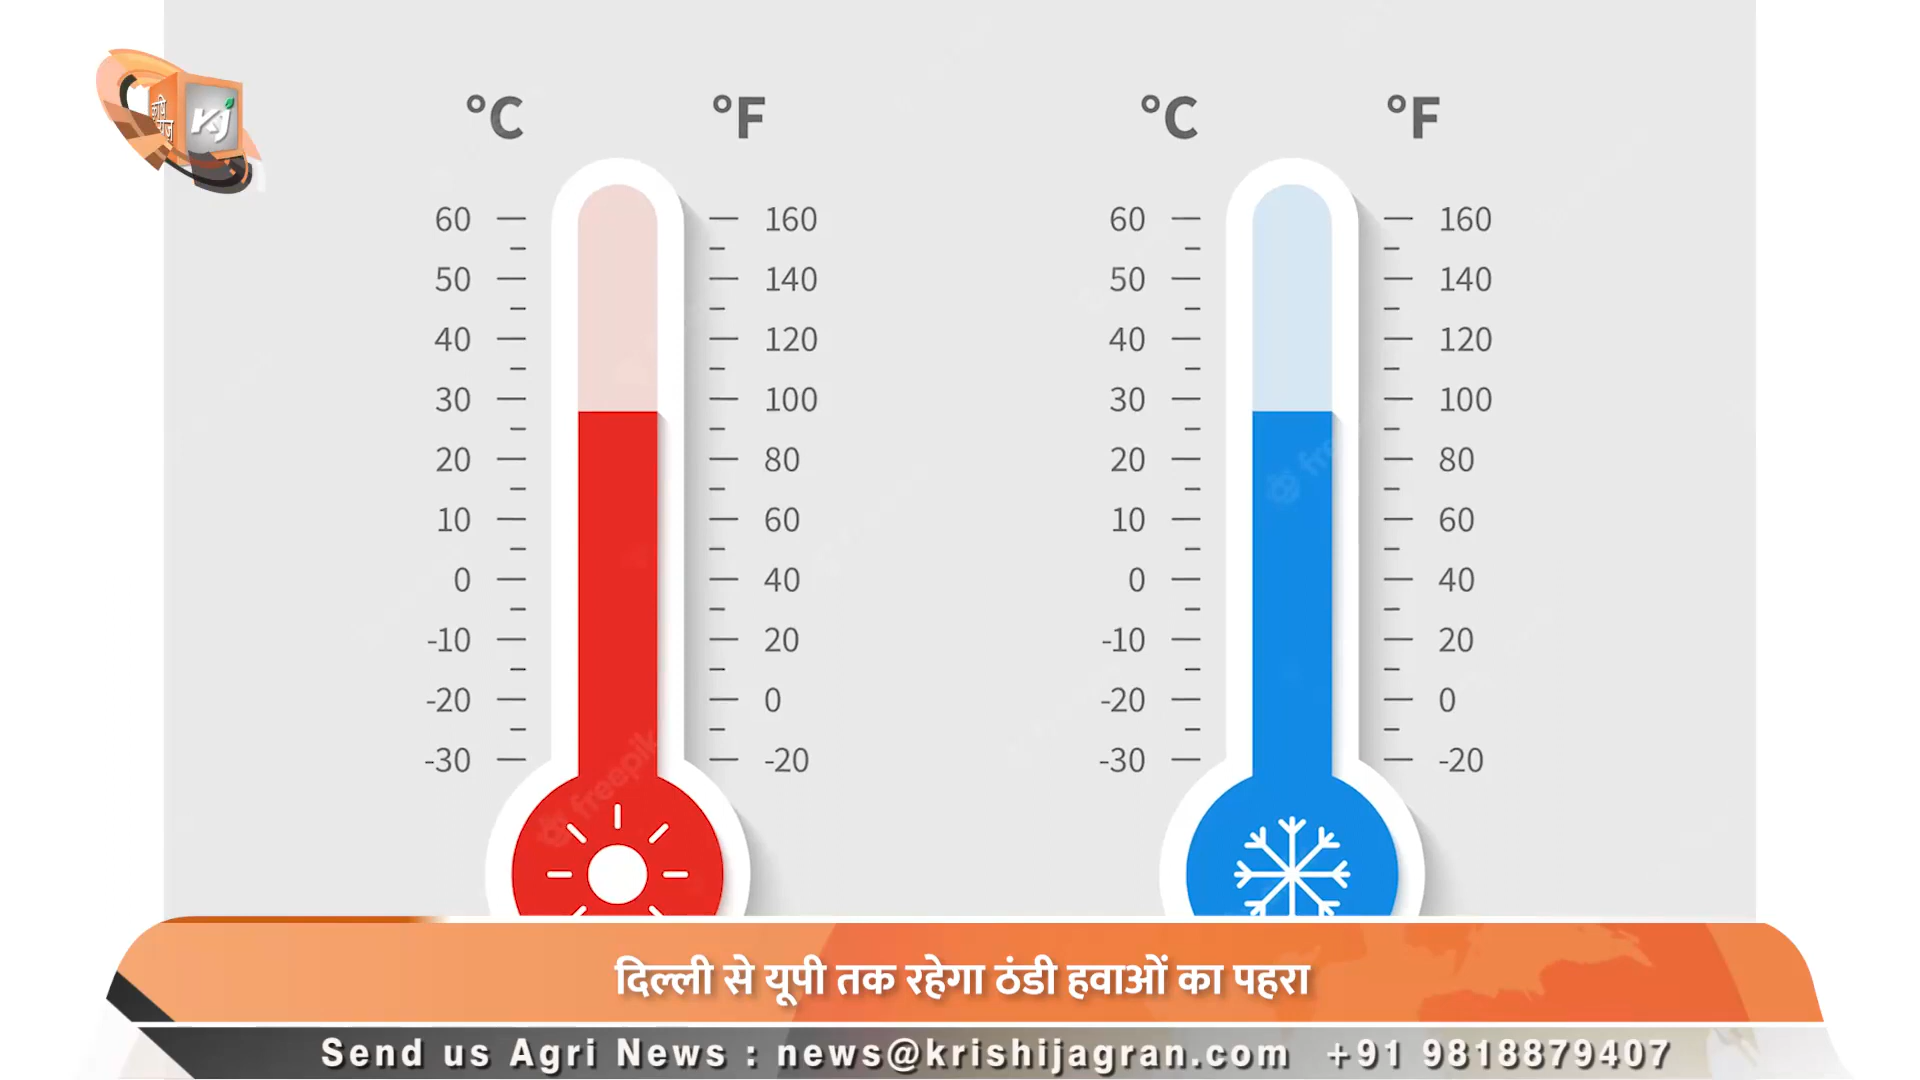 °C °F °C °F
60 160 60 160
50 140 50 140
40 120 40 120
30 100 30 100
20 80 20 80
10 60 10 60
0 40 0 40
-10 20 -10 20
-20 0 -20 0
-30 -20 -30 -20
KJ
freepik
दिल्ली से यूपी तक रहेगा ठंडी हवाओं का पहरा
Send us Agri News : news@krishijagran.com +91 9818879407